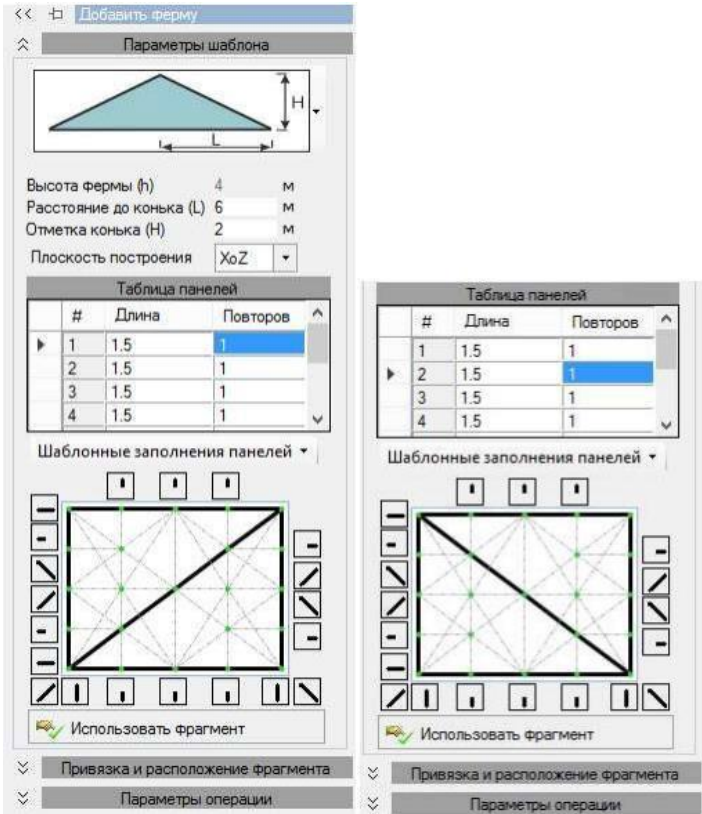 << Добавить ферму
Параметры шаблона
H
L
Высота фермы (h) 4 м
Расстояние до конька (L) 6 м
Отметка конька (H) 2 м
Плоскость построения XoZ
Таблица панелей
# Длина Повторов
1 1.5 1
2 1.5 1
3 1.5 1
4 1.5 1
Шаблонные заполнения панелей
Использовать фрагмент
Привязка и расположение фрагмента
Параметры операции
Таблица панелей
# Длина Повторов
1 1.5 1
2 1.5 1
3 1.5 1
4 1.5 1
Шаблонные заполнения панелей
Использовать фрагмент
Привязка и расположение фрагмента
Параметры операции